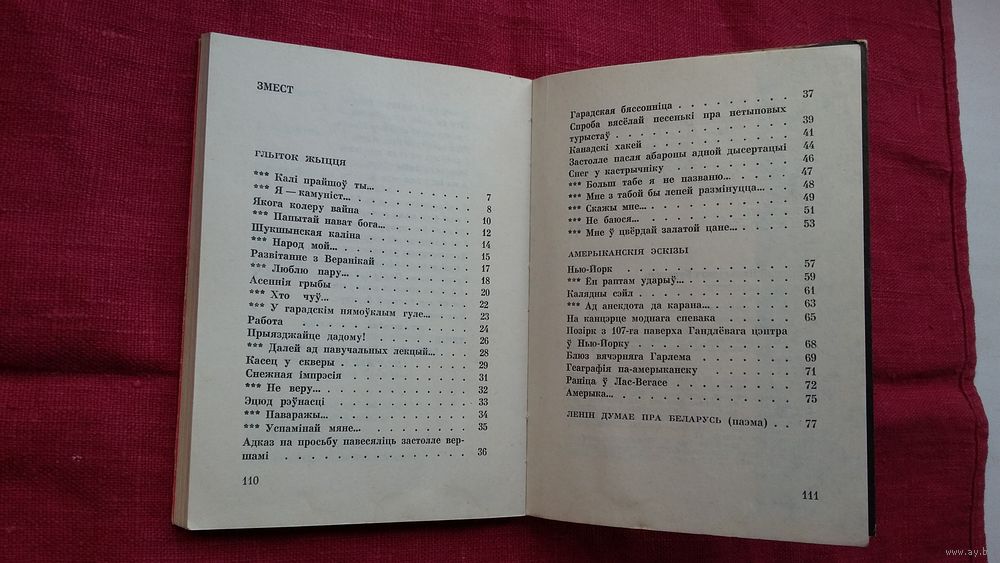 ЗМЕСТ
ГЛЫТОК ЖЫЦЦЯ
*** Калі прайшоў ты... . . . . . . . . 7
*** Я — камуніст... . . . . . . . . . 8
Якога колеру вайна . . . . . . . . . 10
*** Папытай нават бога... . . . . . . . 12
Шукшынская каліна . . . . . . . . . 14
*** Народ мой... . . . . . . . . . . 15
Развітанне з Веранікай . . . . . . . . 17
*** Люблю пару... . . . . . . . . . . 18
Асеннія грыбы . . . . . . . . . . . 20
*** Хто чуў... . . . . . . . . . . . 22
*** У гарадскім нямоўклым гуле... . . . . 23
Работа . . . . . . . . . . . . . 24
Прыязджайце дадому! . . . . . . . . . 26
*** Далей ад павучальных лекцый... . . . 28
Касец у скверы . . . . . . . . . . . 29
Снежная імпрэсія . . . . . . . . . . 31
*** Не веру... . . . . . . . . . . . 32
Эцюд рэўнасці . . . . . . . . . . . 33
*** Паваражы... . . . . . . . . . . . 34
*** Успамінай мяне... . . . . . . . . . 35
Адказ на просьбу павесяліць застолле вер-
шамі . . . . . . . . . . . . . 36
110
Гарадская бяссонніца . . . . . . . . . 37
Спроба вясёлай песенькі пра нетыповых
турыстаў . . . . . . . . . . . . 39
Канадскі хакей . . . . . . . . . . . 41
Застолле пасля абароны адной дысертацыі 44
Снег у кастрычніку . . . . . . . . . 46
*** Больш табе я не пазваню... . . . . . 47
*** Мне з табой бы лепей размінуцца... . . 48
*** Скажы мне... . . . . . . . . . . 49
*** Не баюся... . . . . . . . . . . . 51
*** Мне ў цвёрдай залатой цане... . . . . 53
АМЕРЫКАНСКІЯ ЭСКІЗЫ
Нью-Йорк . . . . . . . . . . . . 57
*** Ён раптам ударыў... . . . . . . . . 59
Калядны сэйл . . . . . . . . . . . 61
*** Ад анекдота да карана... . . . . . . 63
На канцэрце моднага спевака . . . . . . 65
Позірк з 107-га паверха Гандлёвага цэнтра
ў Нью-Йорку . . . . . . . . . . . 68
Блюз вячэрняга Гарлема . . . . . . . . 69
Геаграфія па-амерыканску . . . . . . . 71
Раніца ў Лас-Вегасе . . . . . . . . . 72
Амерыка... . . . . . . . . . . . . 75
ЛЕНІН ДУМАЕ ПРА БЕЛАРУСЬ (паэма) . . 77
111
www.ay.by